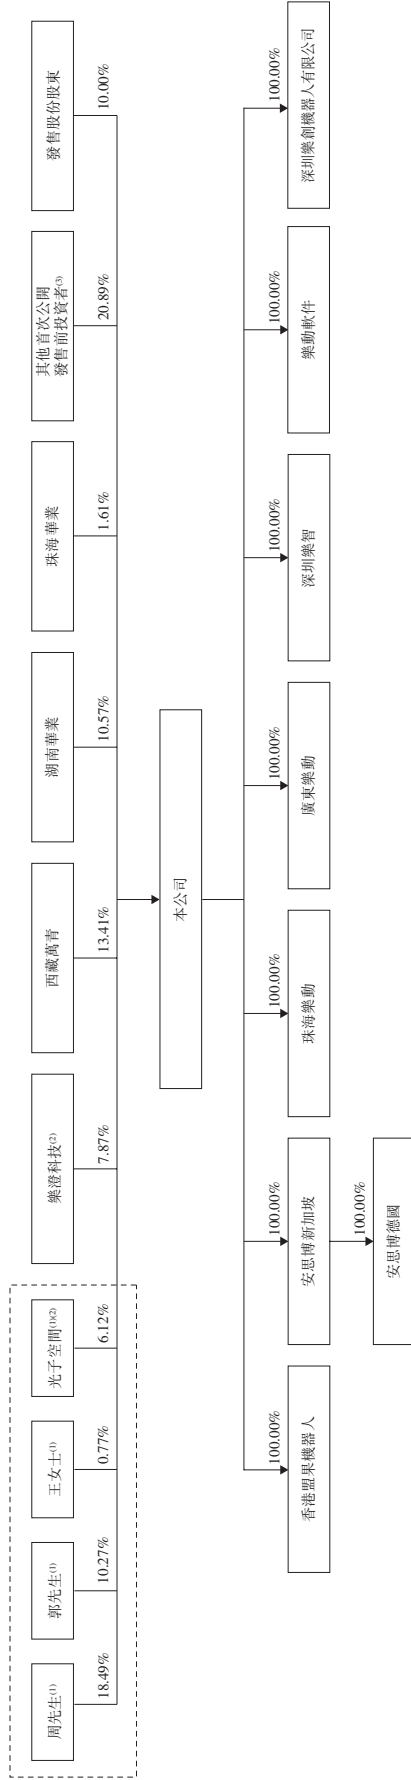 周先生(1)
18.49%
郭先生(1)
10.27%
王女士(1)
0.77%
光子空間(1)(2)
6.12%
樂澄科技(2)
7.87%
西藏萬青
13.41%
湖南華業
10.57%
珠海華業
1.61%
其他首次公開
發售前投資者(3)
20.89%
發售股份股東
10.00%
本公司
100.00%
香港盟果機器人
100.00%
安思博新加坡
100.00%
安思博德國
100.00%
珠海樂動
100.00%
廣東樂動
100.00%
深圳樂智
100.00%
樂動軟件
100.00%
深圳樂創機器人有限公司